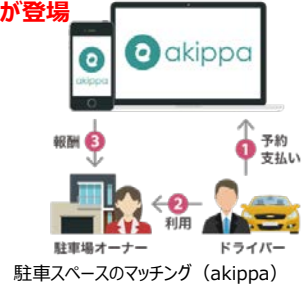 が登場
akippa
akippa
報酬
3
1
予約
支払い
2
利用
駐車場オーナー
ドライバー
駐車スペースのマッチング（akippa）